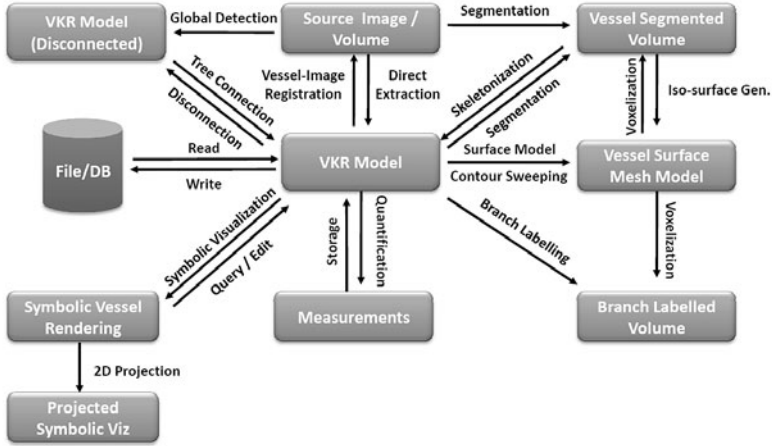 VKR Model
(Disconnected)
Global Detection
Source Image /
Volume
Segmentation
Vessel Segmented
Volume
Tree Connection
Disconnection
Vessel-Image
Registration
Direct
Extraction
Skeletonization
Segmentation
Voxelization
Iso-surface Gen.
File/DB
Read
Write
VKR Model
Surface Model
Contour Sweeping
Vessel Surface
Mesh Model
Symbolic Visualization
Query / Edit
Storage
Quantification
Branch Labelling
Voxelization
Symbolic Vessel
Rendering
Measurements
Branch Labelled
Volume
2D Projection
Projected
Symbolic Viz